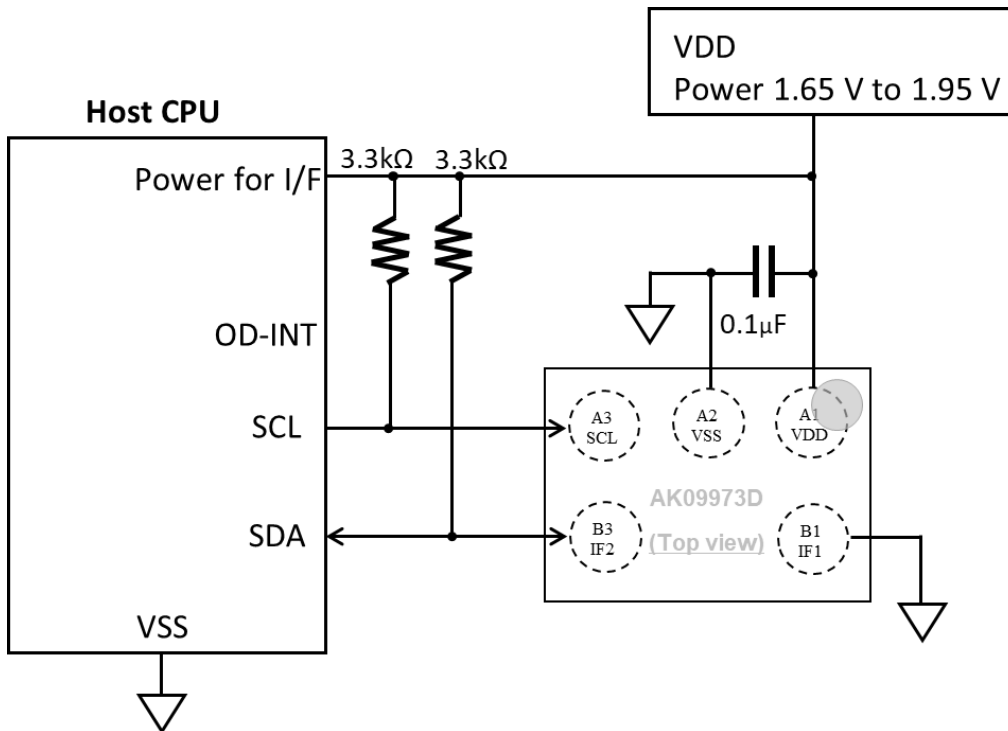 VDD
Power 1.65 V to 1.95 V
Host CPU
Power for I/F
3.3kΩ
3.3kΩ
OD-INT
0.1µF
SCL
A3
SCL
A2
VSS
A1
VDD
AK09973D
(Top view)
SDA
B3
IF2
B1
IF1
VSS